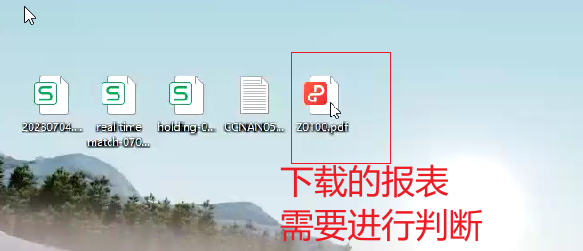 20230704...
real time
match-070...
holding-0...
CCNAN05...
Z0100.pdf
下载的报表
需要进行判断